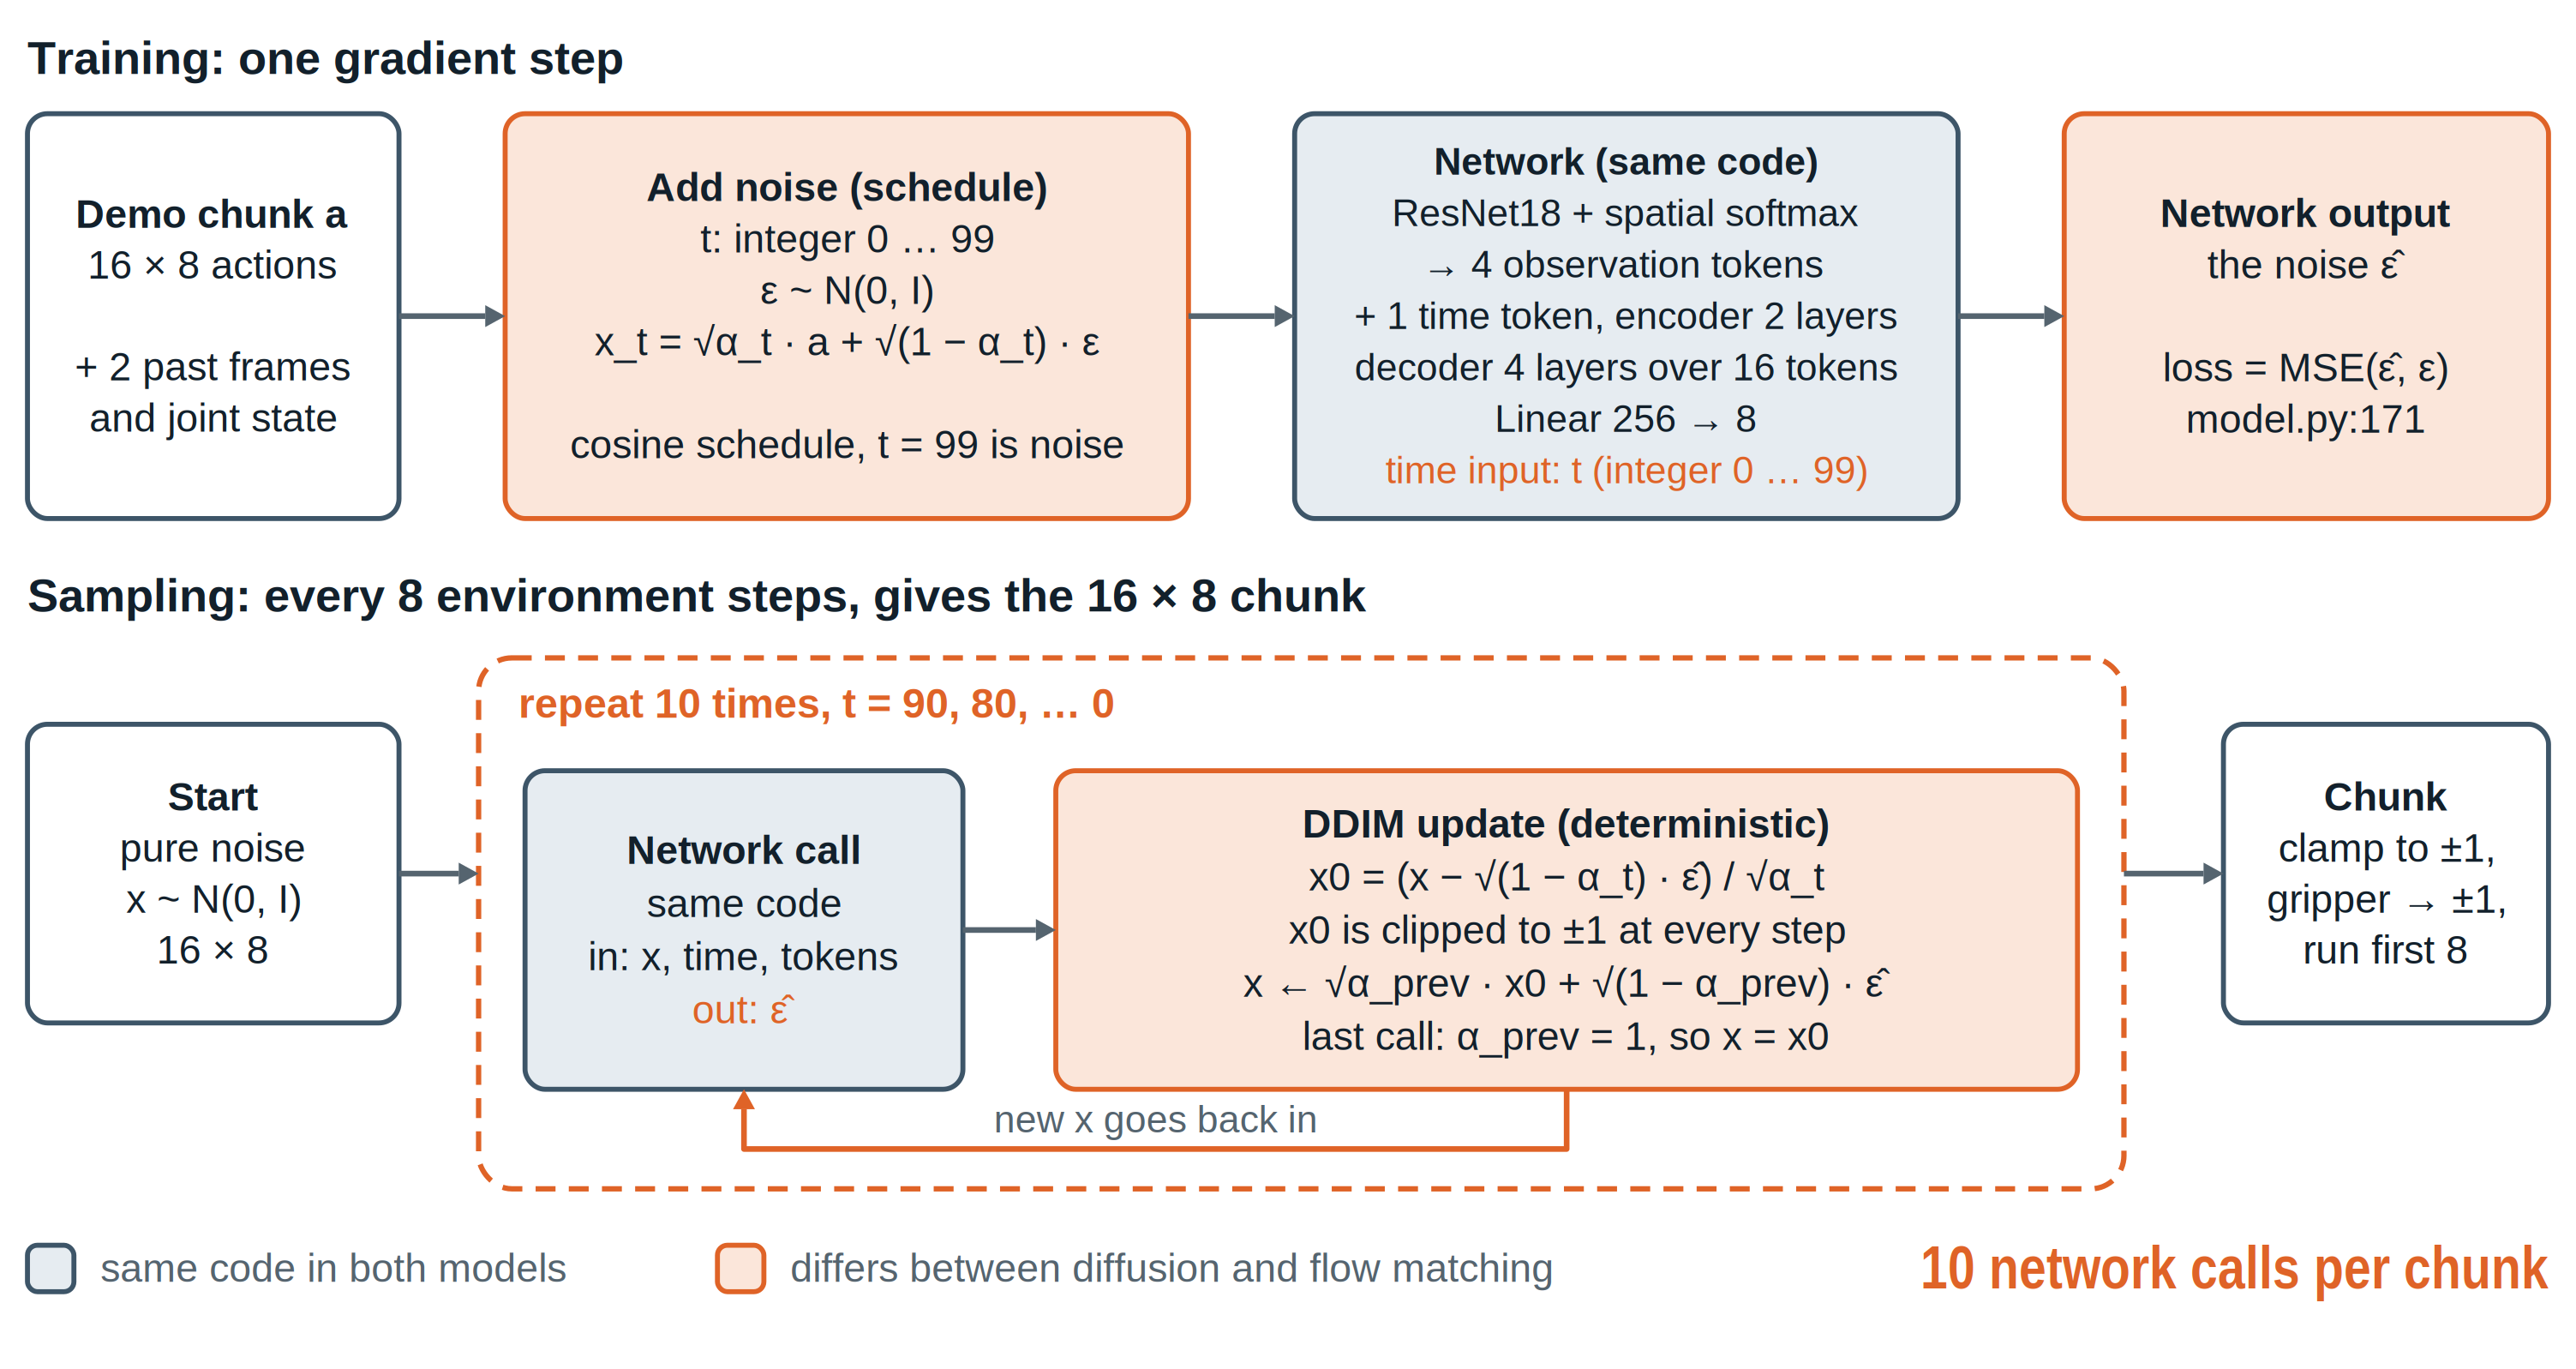 Training: one gradient step
Demo chunk a
16 × 8 actions
+ 2 past frames
and joint state
Add noise (schedule)
t: integer 0 … 99
ε ~ N(0, I)
x_t = √α_t · a + √(1 − α_t) · ε
cosine schedule, t = 99 is noise
Network (same code)
ResNet18 + spatial softmax
→ 4 observation tokens
+ 1 time token, encoder 2 layers
decoder 4 layers over 16 tokens
Linear 256 → 8
time input: t (integer 0 … 99)
Network output
the noise ε̂
loss = MSE(ε̂, ε)
model.py:171
Sampling: every 8 environment steps, gives the 16 × 8 chunk
Start
pure noise
x ~ N(0, I)
16 × 8
repeat 10 times, t = 90, 80, … 0
Network call
same code
in: x, time, tokens
out: ε̂
DDIM update (deterministic)
x0 = (x − √(1 − α_t) · ε̂) / √α_t
x0 is clipped to ±1 at every step
x ← √α_prev · x0 + √(1 − α_prev) · ε̂
last call: α_prev = 1, so x = x0
new x goes back in
Chunk
clamp to ±1,
gripper → ±1,
run first 8
same code in both models
differs between diffusion and flow matching
10 network calls per chunk